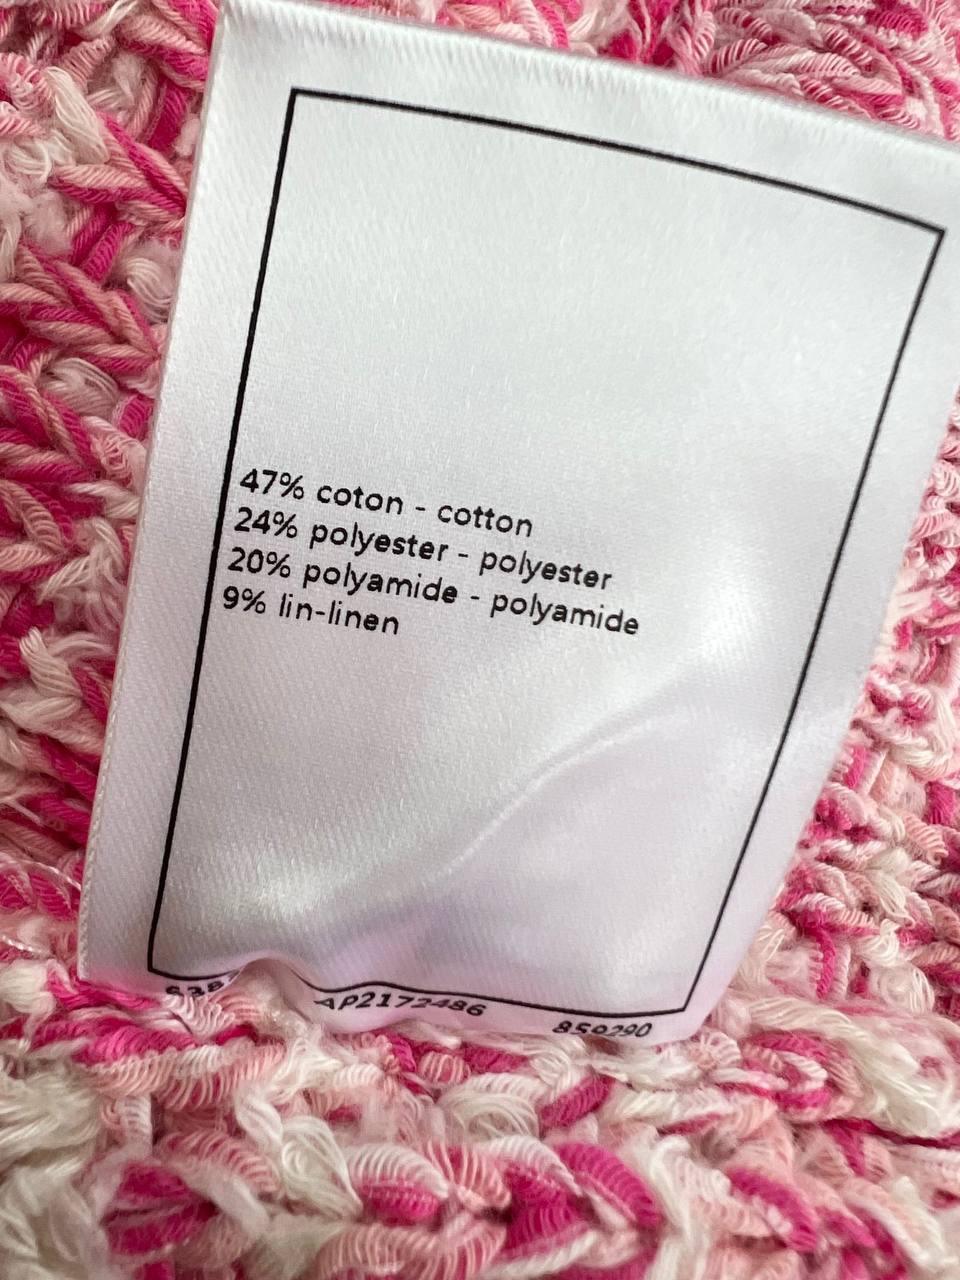 47% coton - cotton
24% polyester - polyester
20% polyamide - polyamide
9% lin-linen
AP2172486 859290